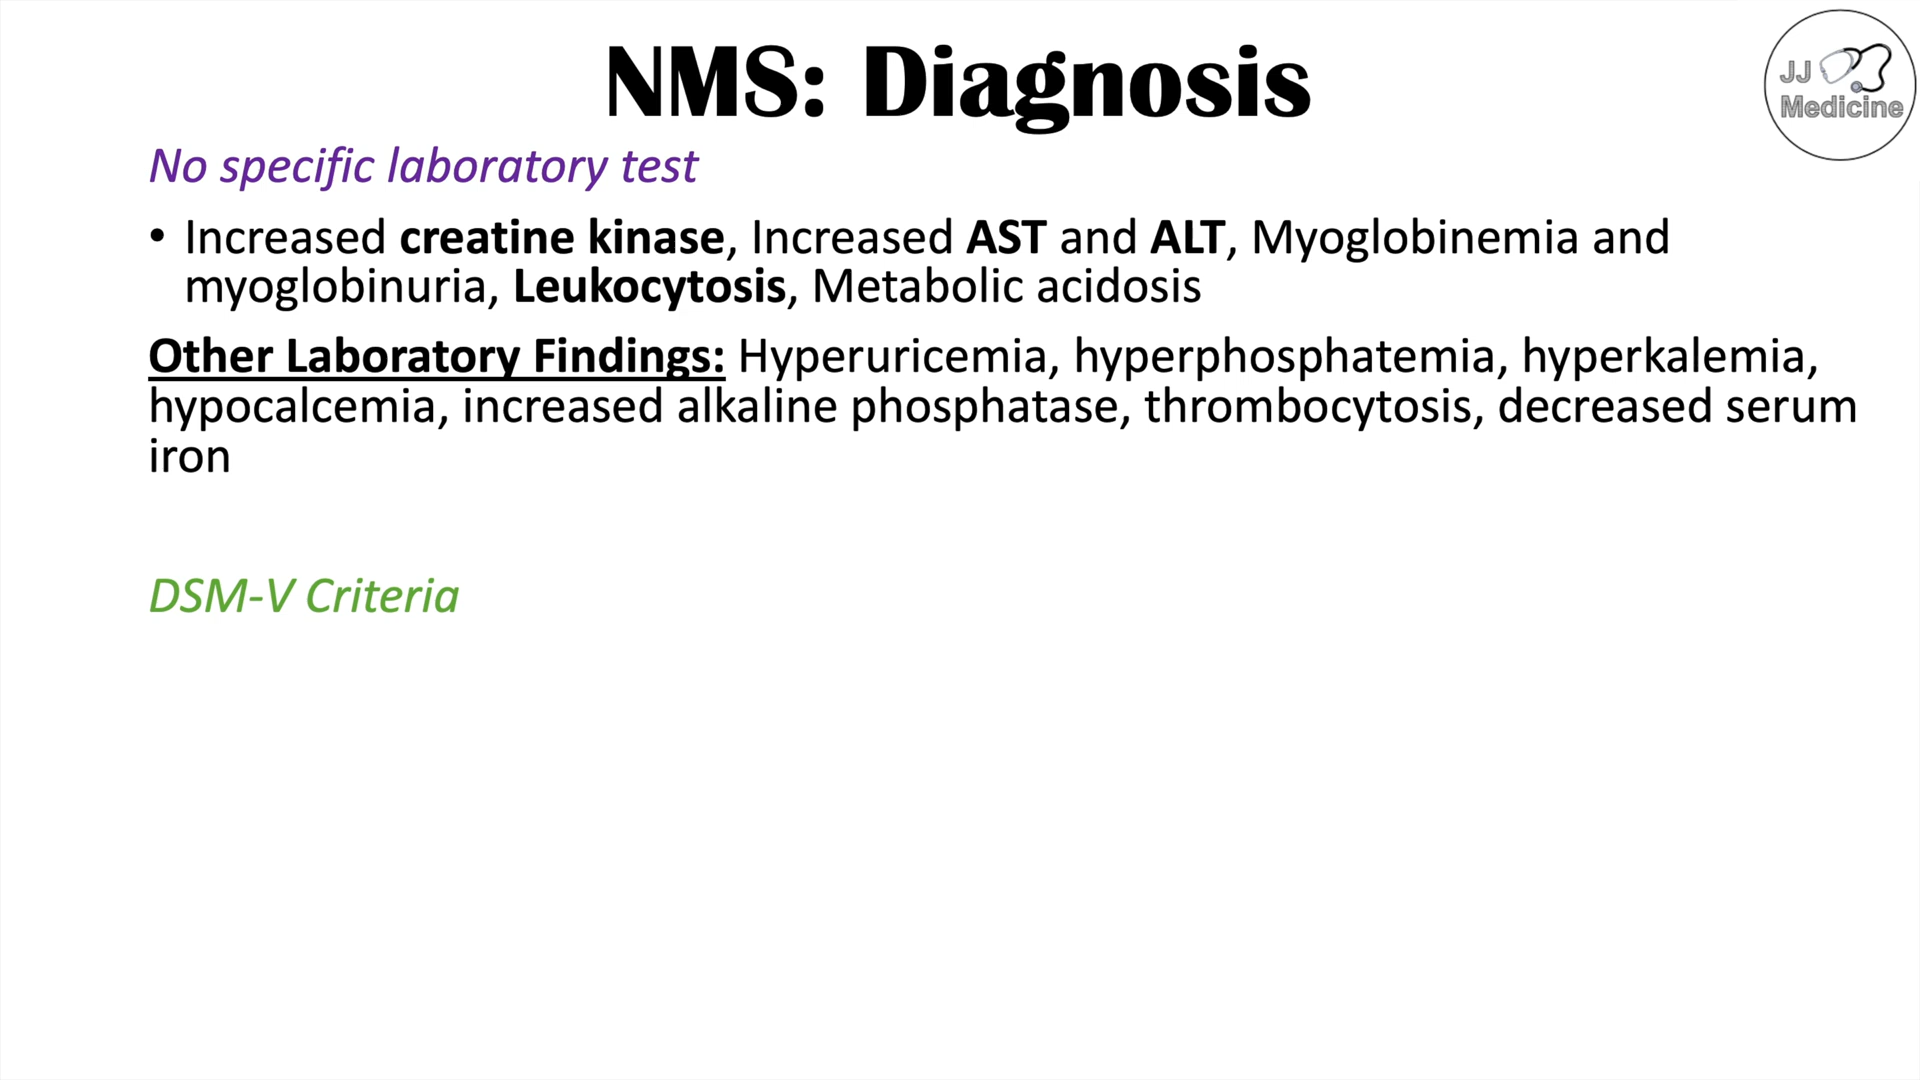 NMS: Diagnosis
JJ
Medicine
No specific laboratory test
• Increased creatine kinase, Increased AST and ALT, Myoglobinemia and
myoglobinuria, Leukocytosis, Metabolic acidosis
Other Laboratory Findings: Hyperuricemia, hyperphosphatemia, hyperkalemia,
hypocalcemia, increased alkaline phosphatase, thrombocytosis, decreased serum
iron
DSM-V Criteria